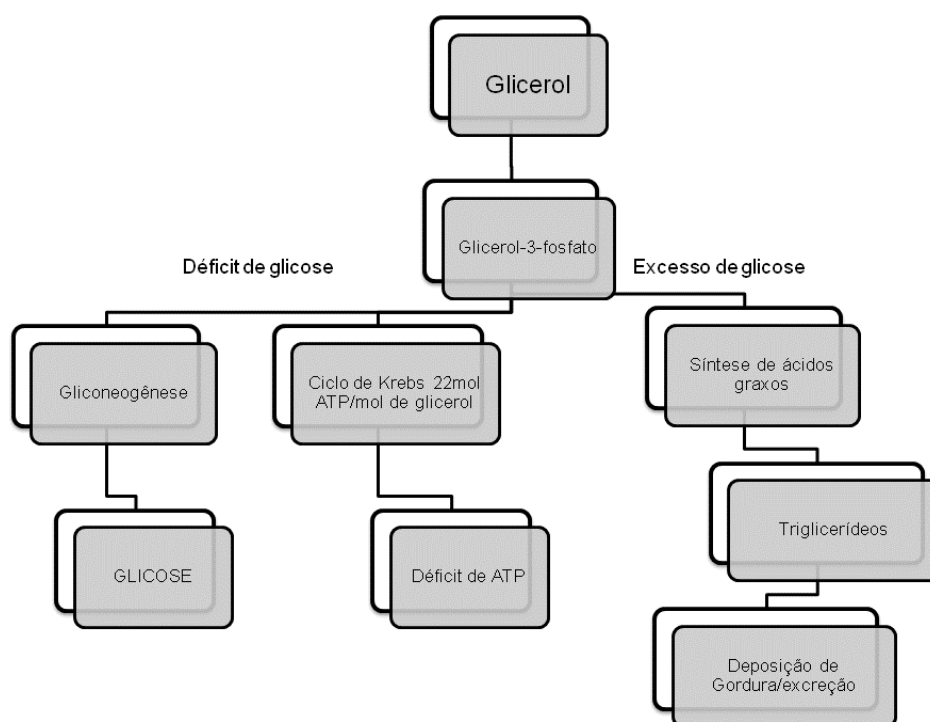 Glicerol
Glicerol-3-fosfato
Déficit de glicose
Excesso de glicose
Gliconeogênese
Ciclo de Krebs 22mol
ATP/mol de glicerol
Síntese de ácidos
graxos
GLICOSE
Déficit de ATP
Triglicerídeos
Deposição de
Gordura/excreção